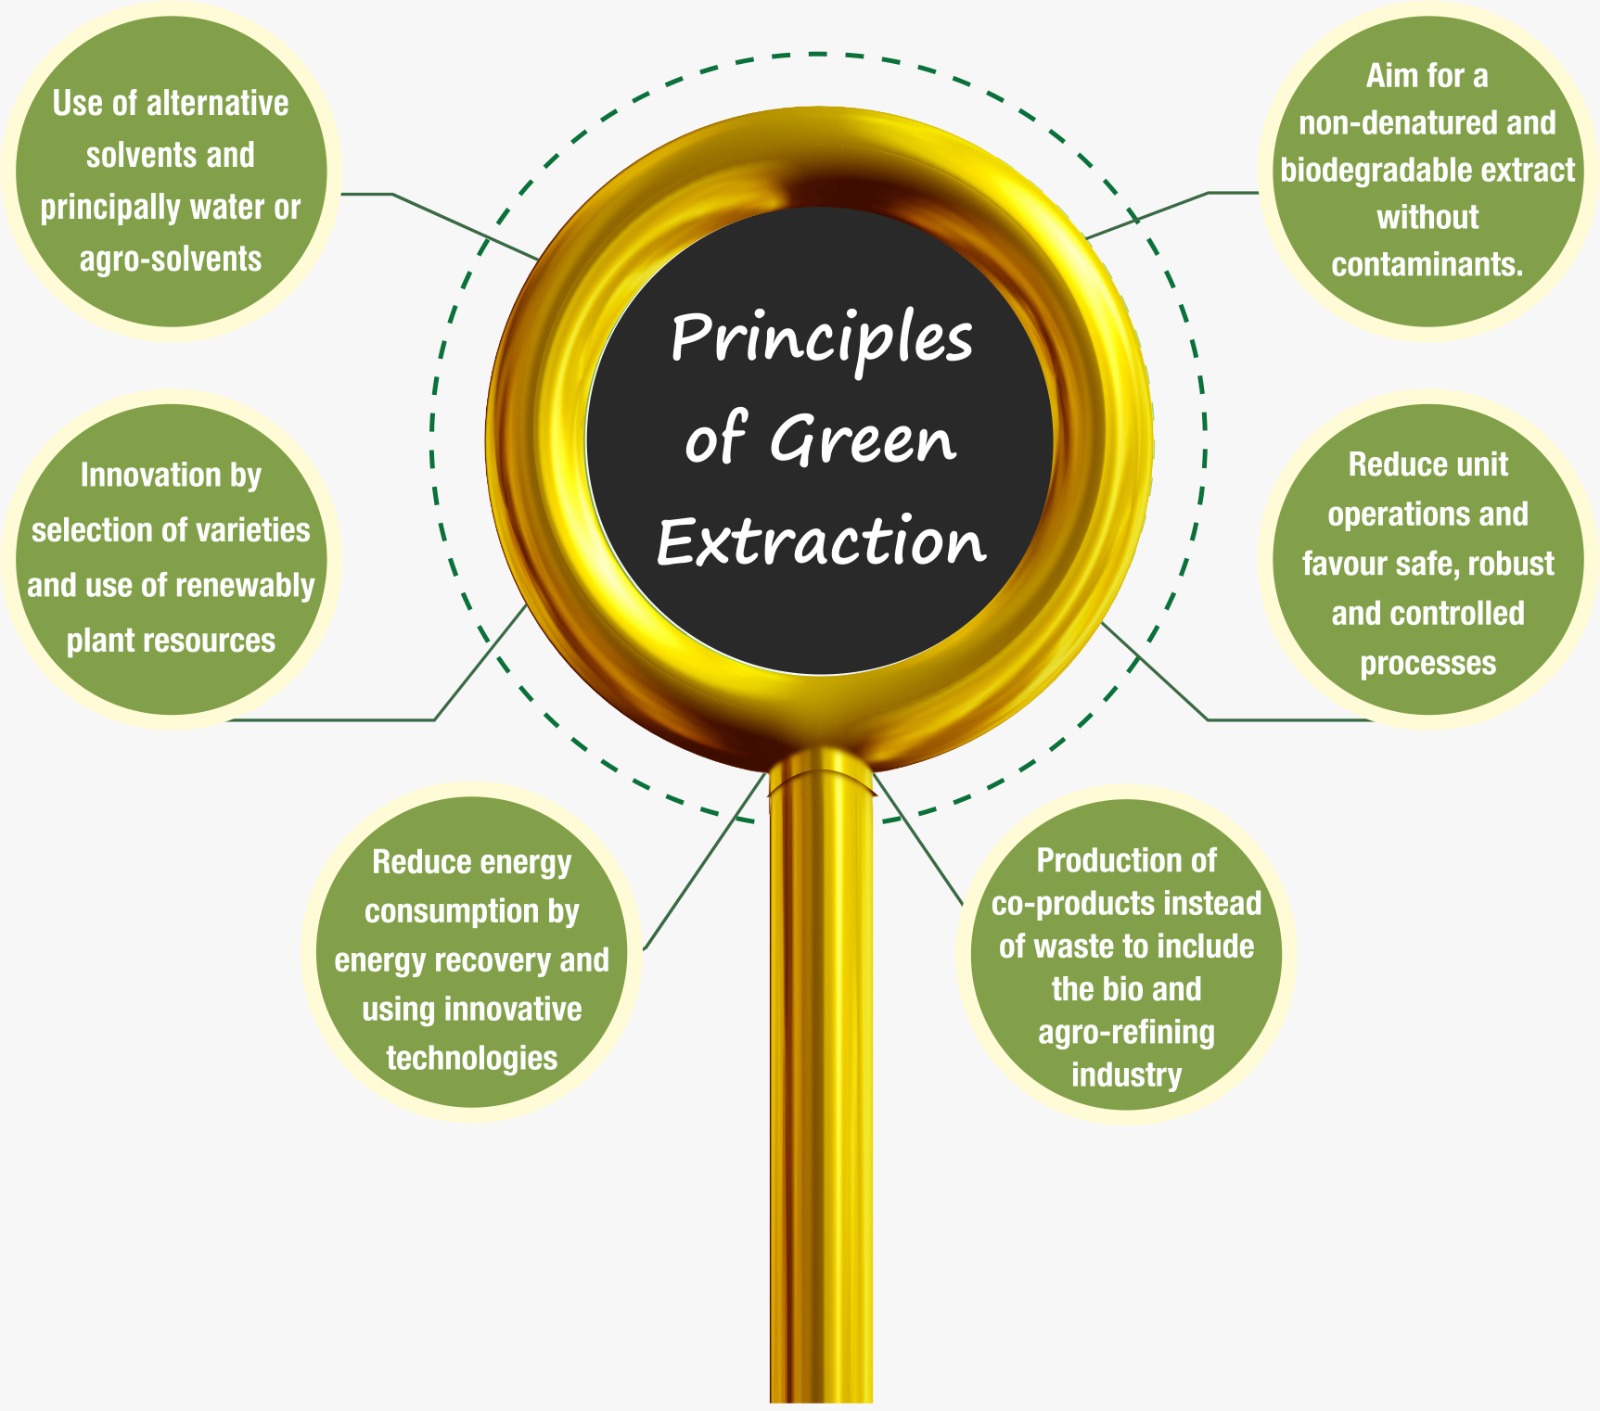 Use of alternative
solvents and
principally water or
agro-solvents
Aim for a
non-denatured and
biodegradable extract
without
contaminants.
Principles
of Green
Extraction
Innovation by
selection of varieties
and use of renewably
plant resources
Reduce unit
operations and
favour safe, robust
and controlled
processes
Reduce energy
consumption by
energy recovery and
using innovative
technologies
Production of
co-products instead
of waste to include
the bio and
agro-refining
industry